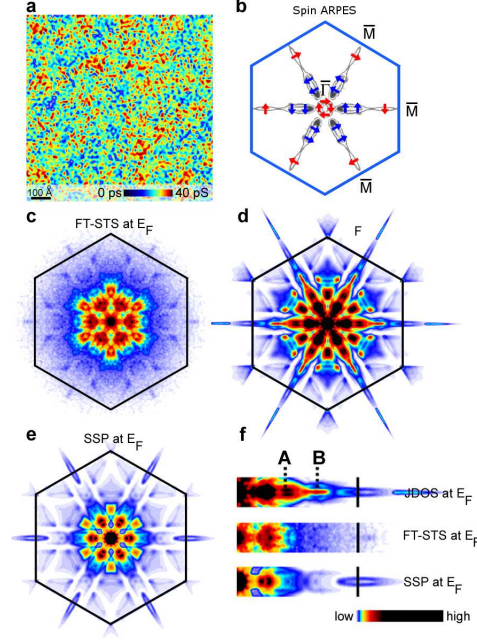 a
100 Å
0 ps
40 pS
b
Spin ARPES
M̅
Γ̅
M̅
M̅
c
FT-STS at E_F
d
F
e
SSP at E_F
f
A
B
JDOS at E_F
FT-STS at E_F
SSP at E_F
low
high